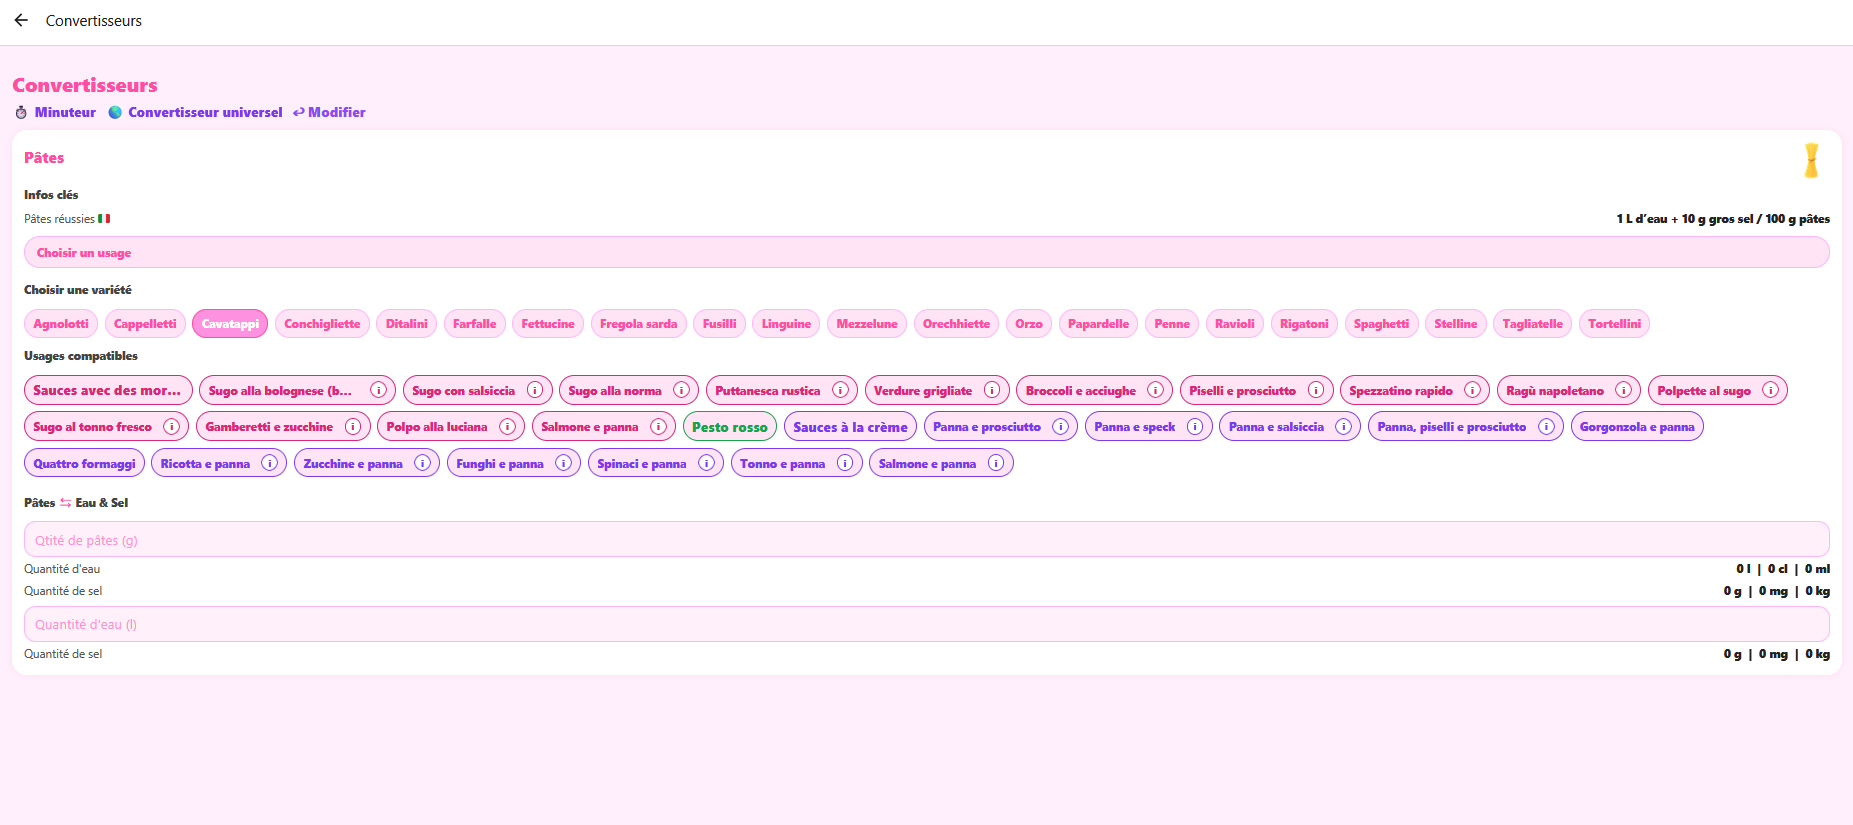 Convertisseurs
Convertisseurs
Minuteur Convertisseur universel Modifier
Pâtes
Infos clés
Pâtes réussies 1 L d’eau + 10 g gros sel / 100 g pâtes
Choisir un usage
Choisir une variété
Agnolotti Cappelletti Cavatappi Conchigliette Ditalini Farfalle Fettucine Fregola sarda Fusilli Linguine Mezzelune Orechhiette Orzo Papardelle Penne Ravioli Rigatoni Spaghetti Stelline Tagliatelle Tortellini
Usages compatibles
Sauces avec des mor... Sugo alla bolognese (b... i Sugo con salsiccia i Sugo alla norma i Puttanesca rustica i Verdure grigliate i Broccoli e acciughe i Piselli e prosciutto i Spezzatino rapido i Ragù napoletano i Polpette al sugo i
Sugo al tonno fresco i Gamberetti e zucchine i Polpo alla luciana i Salmone e panna i Pesto rosso Sauces à la crème Panna e prosciutto i Panna e speck i Panna e salsiccia i Panna, piselli e prosciutto i Gorgonzola e panna
Quattro formaggi Ricotta e panna i Zucchine e panna i Funghi e panna i Spinaci e panna i Tonno e panna i Salmone e panna i
Pâtes ⇆ Eau & Sel
Qtité de pâtes (g)
Quantité d'eau 0 l | 0 cl | 0 ml
Quantité de sel 0 g | 0 mg | 0 kg
Quantité d'eau (l)
Quantité de sel 0 g | 0 mg | 0 kg